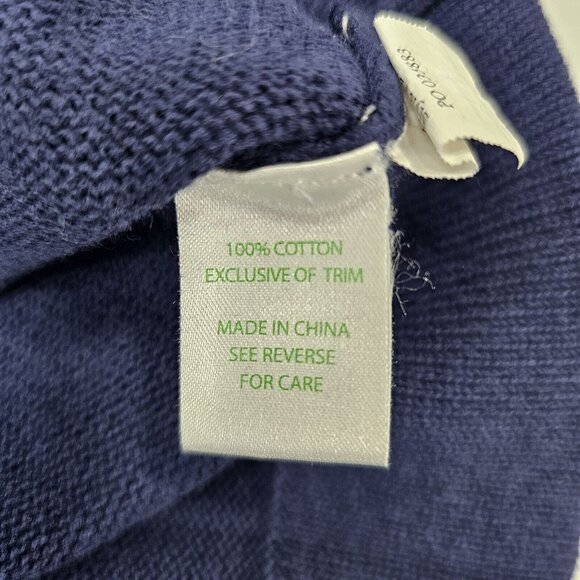 100% COTTON
EXCLUSIVE OF TRIM
MADE IN CHINA
SEE REVERSE
FOR CARE